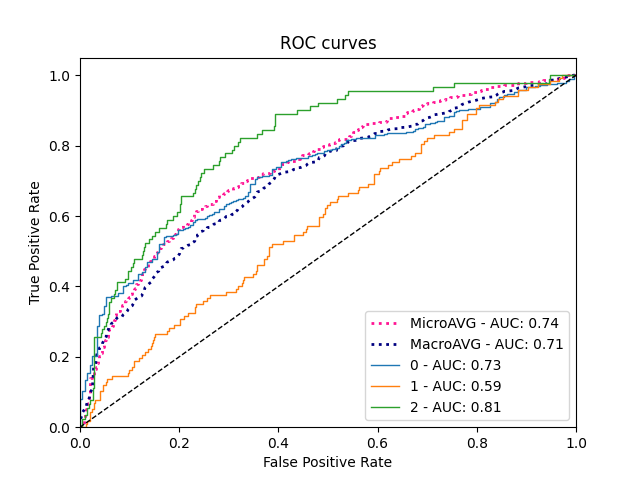 ROC curves
True Positive Rate
1.0
0.8
0.6
0.4
0.2
0.0
MicroAVG - AUC: 0.74
MacroAVG - AUC: 0.71
0 - AUC: 0.73
1 - AUC: 0.59
2 - AUC: 0.81
0.0 0.2 0.4 0.6 0.8 1.0
False Positive Rate